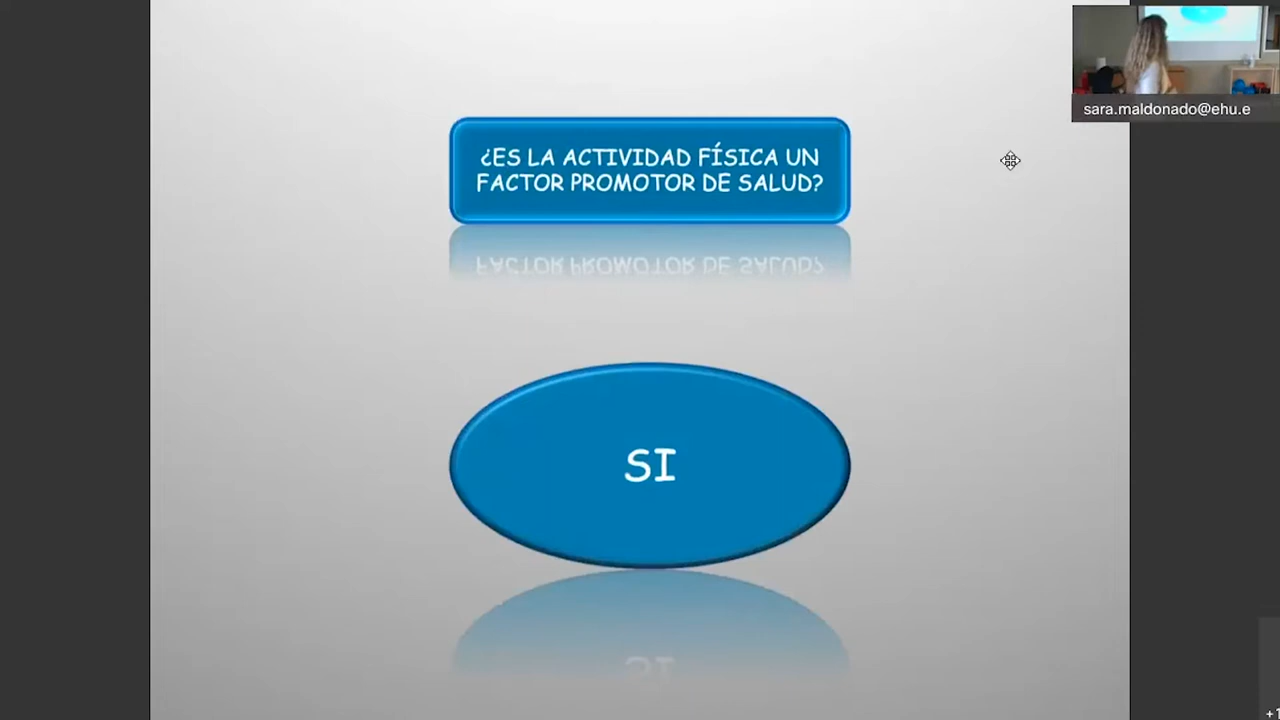 sara.maldonado@ehu.e
¿ES LA ACTIVIDAD FÍSICA UN
FACTOR PROMOTOR DE SALUD?
SI